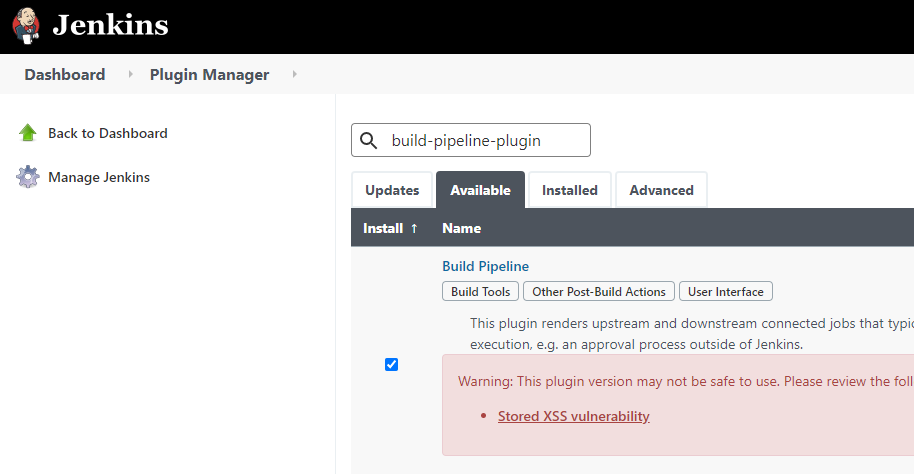 Jenkins
Dashboard
Plugin Manager
Back to Dashboard
Manage Jenkins
build-pipeline-plugin
Updates
Available
Installed
Advanced
Install ↑
Name
Build Pipeline
Build Tools
Other Post-Build Actions
User Interface
This plugin renders upstream and downstream connected jobs that typic
execution, e.g. an approval process outside of Jenkins.
Warning: This plugin version may not be safe to use. Please review the foll
Stored XSS vulnerability